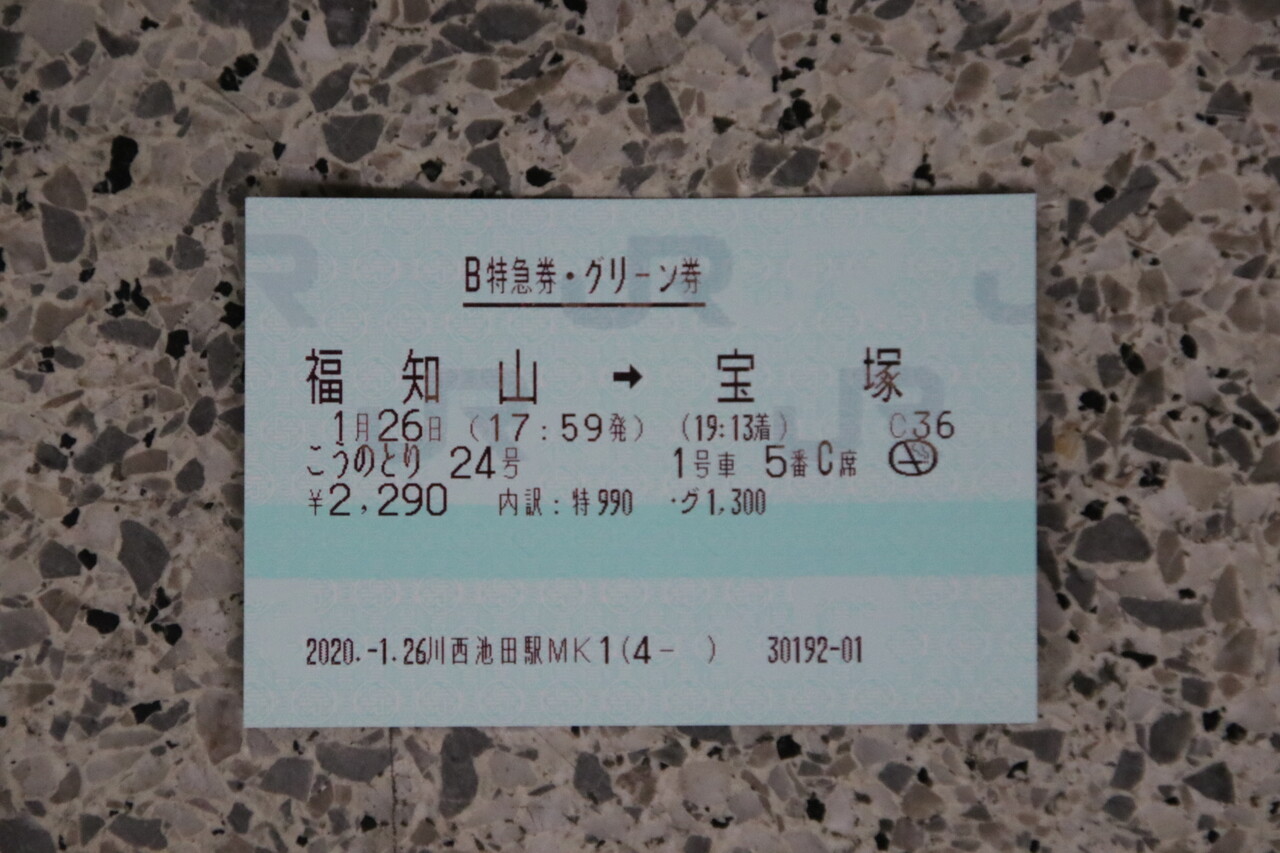 B特急券・グリーン券
福知山 → 宝塚
1月26日 (17:59発) (19:13着) C36
こうのとり 24号 1号車 5番C席
¥2,290 内訳:特990 ・グ1,300
2020.-1.26川西池田駅MK1(4- ) 30192-01